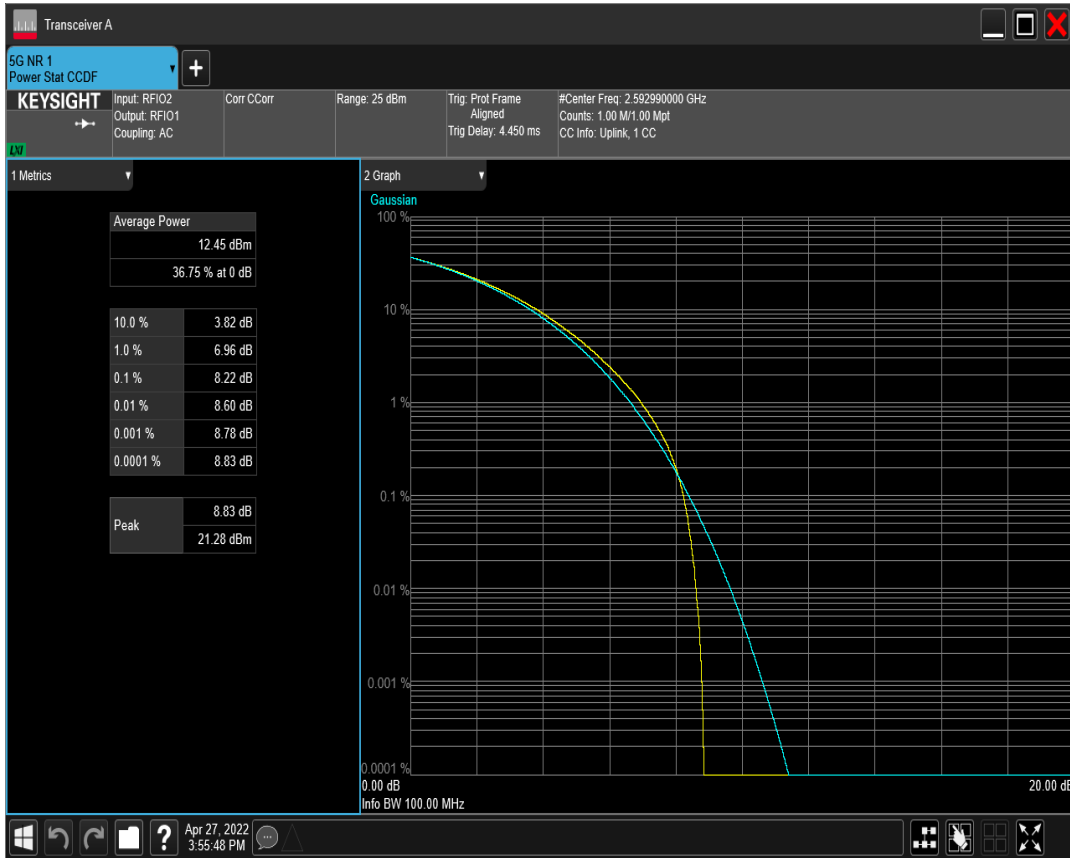 Transceiver A
5G NR 1
Power Stat CCDF
+
KEYSIGHT
LXI
Input: RFIO2
Output: RFIO1
Coupling: AC
Corr CCorr
Range: 25 dBm
Trig: Prot Frame
Aligned
Trig Delay: 4.450 ms
#Center Freq: 2.592990000 GHz
Counts: 1.00 M/1.00 Mpt
CC Info: Uplink, 1 CC
1 Metrics
Average Power
12.45 dBm
36.75 % at 0 dB
10.0 % 3.82 dB
1.0 % 6.96 dB
0.1 % 8.22 dB
0.01 % 8.60 dB
0.001 % 8.78 dB
0.0001 % 8.83 dB
Peak 8.83 dB
21.28 dBm
2 Graph
Gaussian
100 %
10 %
1 %
0.1 %
0.01 %
0.001 %
0.0001 %
0.00 dB 20.00 dB
Info BW 100.00 MHz
? Apr 27, 2022
3:55:48 PM